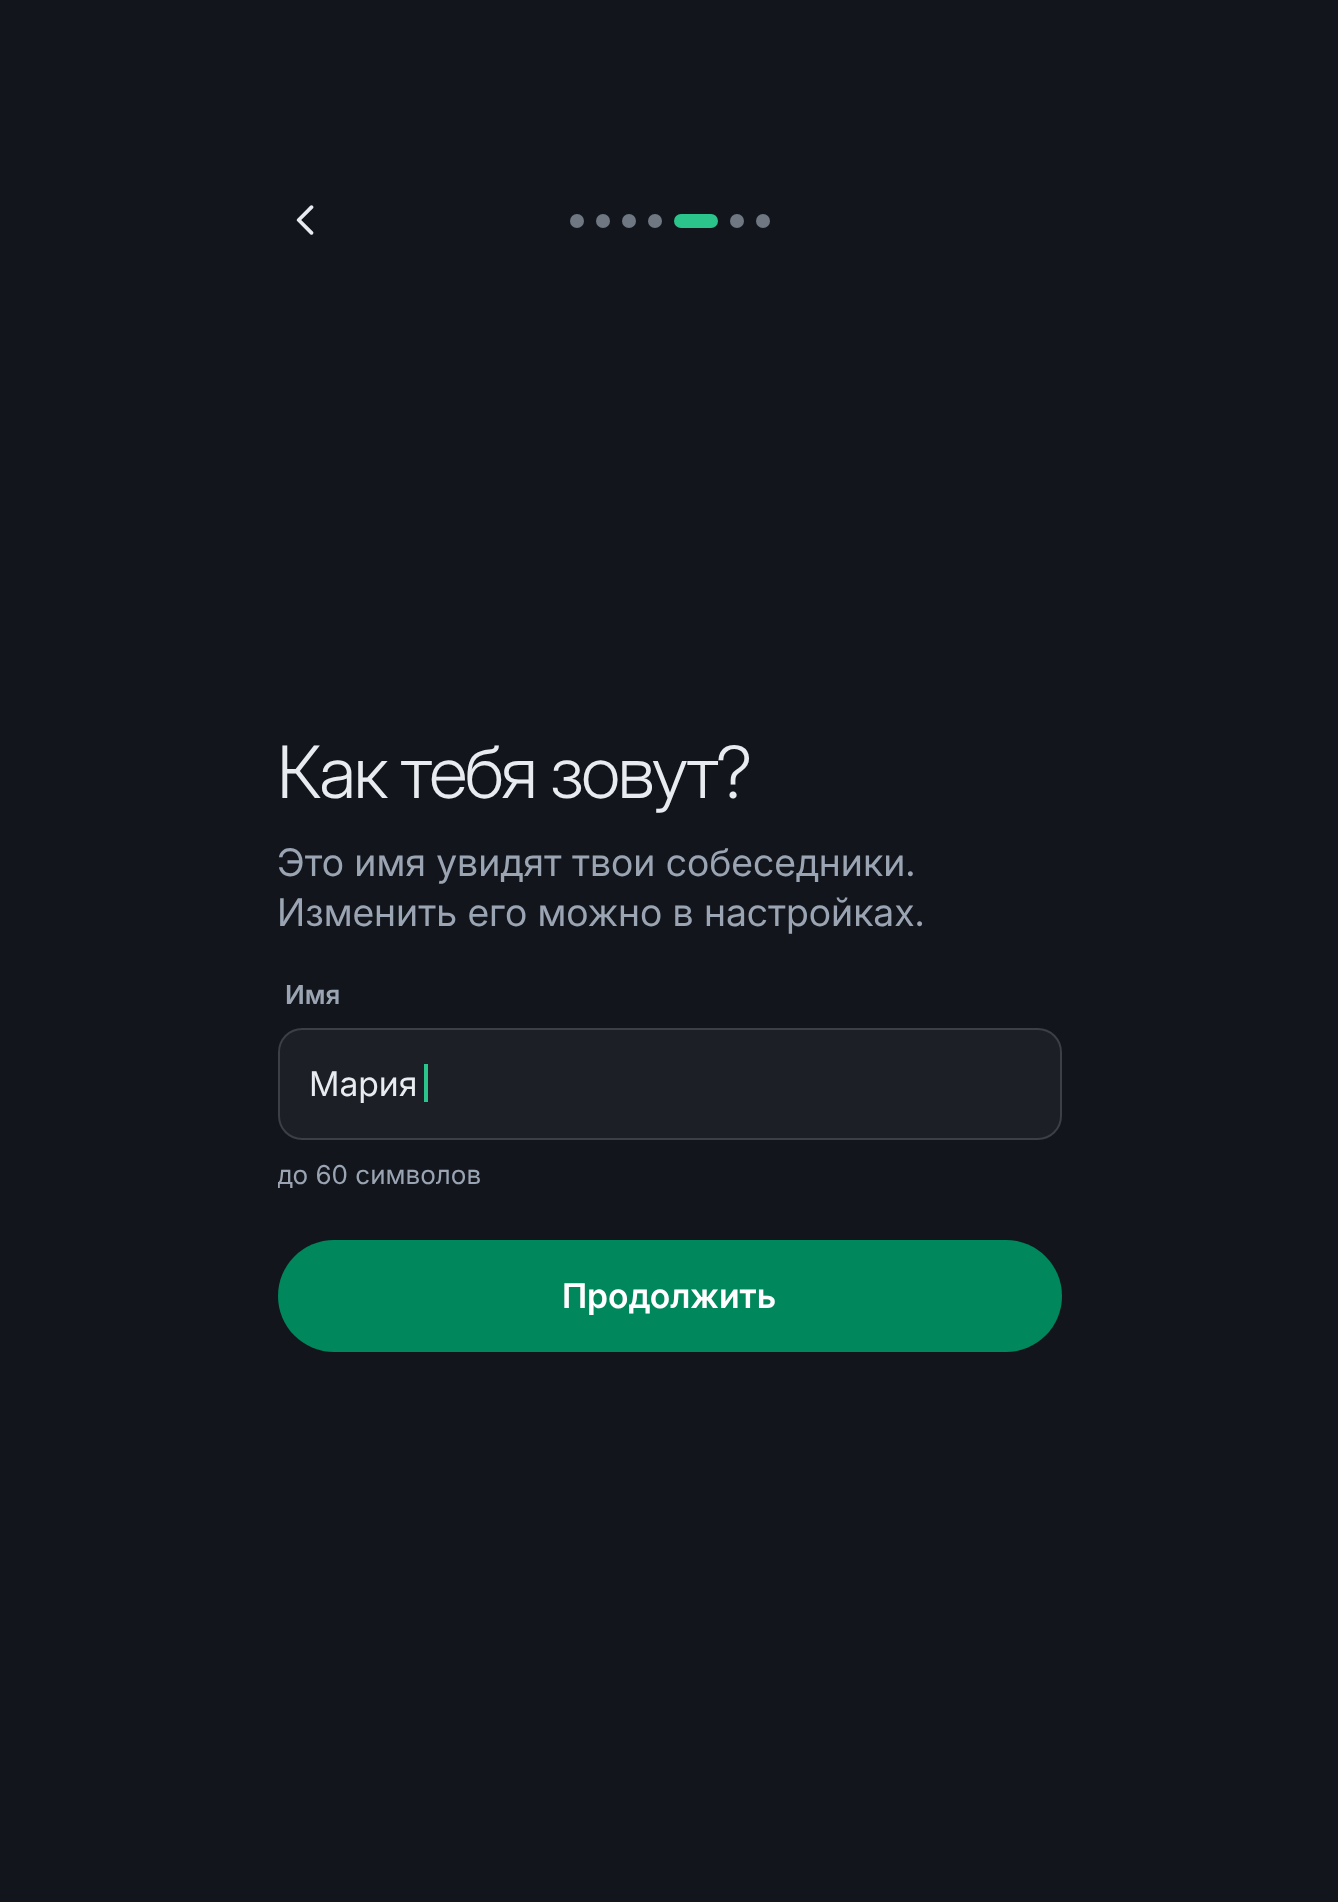 Как тебя зовут?
Это имя увидят твои собеседники.
Изменить его можно в настройках.
Имя
Мария
до 60 символов
Продолжить